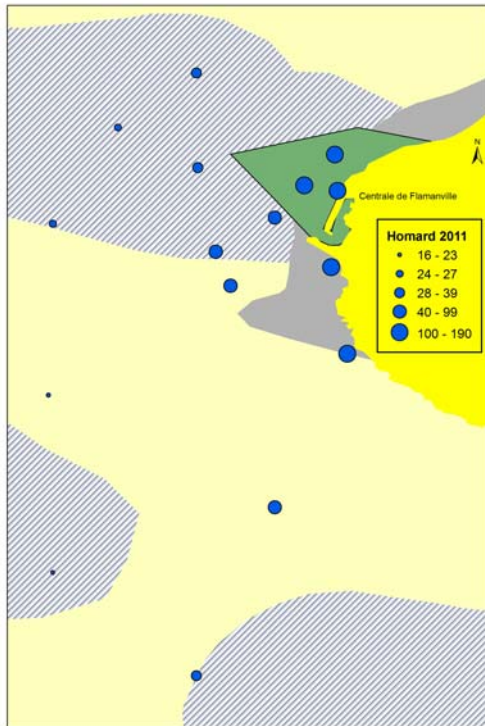 N
Centrale de Flamanville
Homard 2011
16 - 23
24 - 27
28 - 39
40 - 99
100 - 190